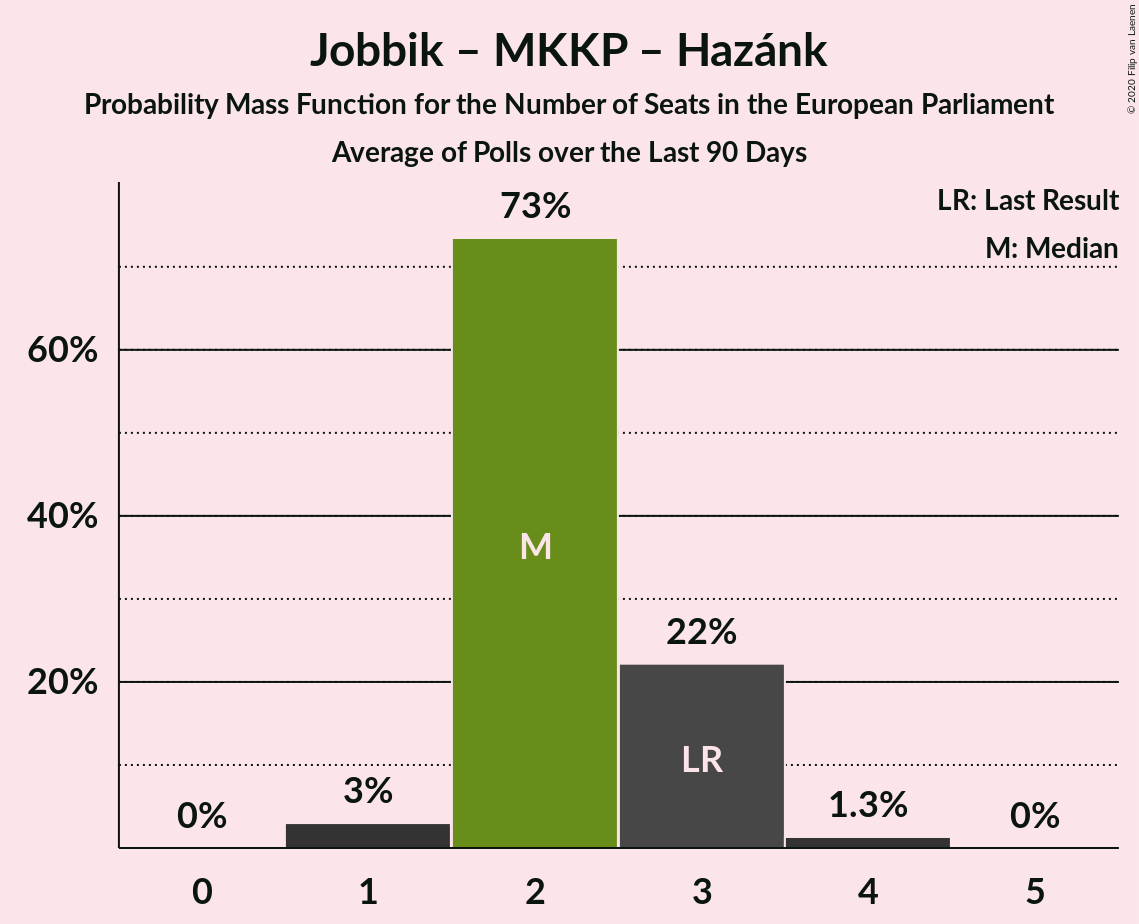 Jobbik – MKKP – Hazánk
Probability Mass Function for the Number of Seats in the European Parliament
Average of Polls over the Last 90 Days
© 2020 Filip van Laenen
LR: Last Result
M: Median
73%
60%
40%
20%
M
22%
LR
0%
3%
1.3%
0%
0 1 2 3 4 5